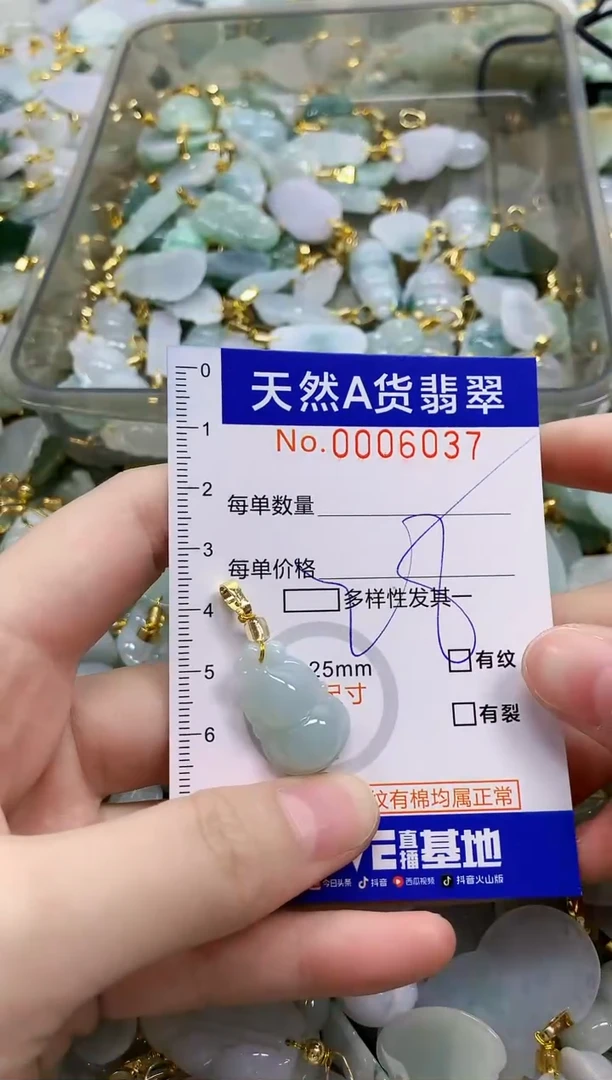 0
天然A货翡翠
1
No.0006037
2
每单数量
3
每单价格
4
多样性发其一
5
25mm
有纹
尺寸
6
有裂
纹有棉均属正常
直播
基地
今日头条 抖音 西瓜视频 抖音火山版